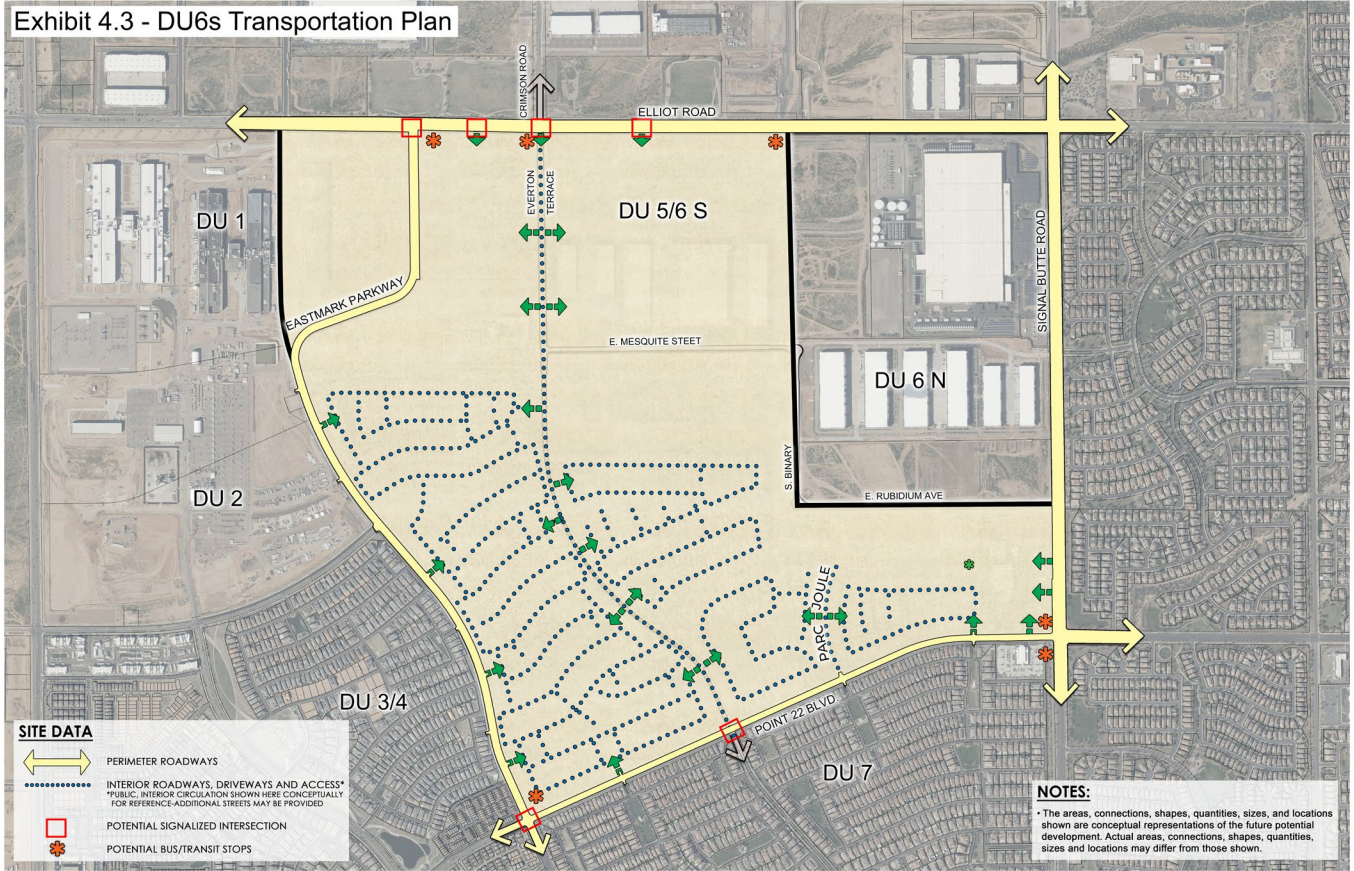 Exhibit 4.3 - DU6s Transportation Plan
CRIMSON ROAD
ELLIOT ROAD
EVERTON
TERRACE
DU 1
DU 5/6 S
SIGNAL BUTTE ROAD
EASTMARK PARKWAY
E. MESQUITE STEET
DU 6 N
S. BINARY
E. RUBIDIUM AVE
DU 2
PARC JOULE
DU 3/4
POINT 22 BLVD.
DU 7
SITE DATA
PERIMETER ROADWAYS
INTERIOR ROADWAYS, DRIVEWAYS AND ACCESS*
*PUBLIC, INTERIOR CIRCULATION SHOWN HERE CONCEPTUALLY
FOR REFERENCE-ADDITIONAL STREETS MAY BE PROVIDED
POTENTIAL SIGNALIZED INTERSECTION
POTENTIAL BUS/TRANSIT STOPS
NOTES:
• The areas, connections, shapes, quantities, sizes, and locations
shown are conceptual representations of the future potential
development. Actual areas, connections, shapes, quantities,
sizes and locations may differ from those shown.